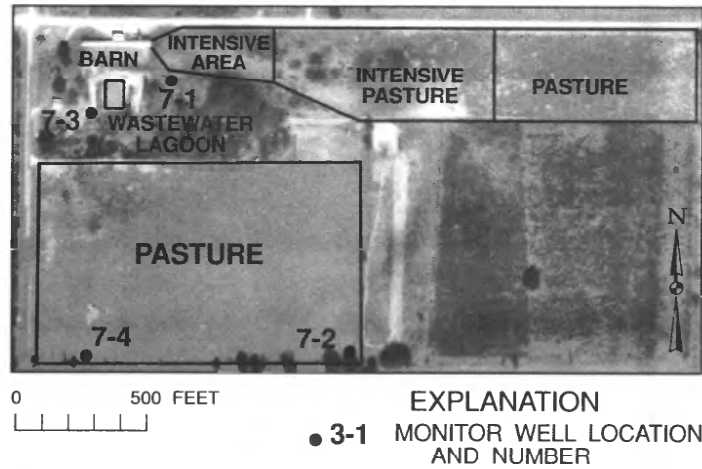 BARN
INTENSIVE
AREA
INTENSIVE
PASTURE
PASTURE
7-1
7-3
WASTEWATER
LAGOON
PASTURE
N
7-4
7-2
0 500 FEET
EXPLANATION
3-1 MONITOR WELL LOCATION
AND NUMBER